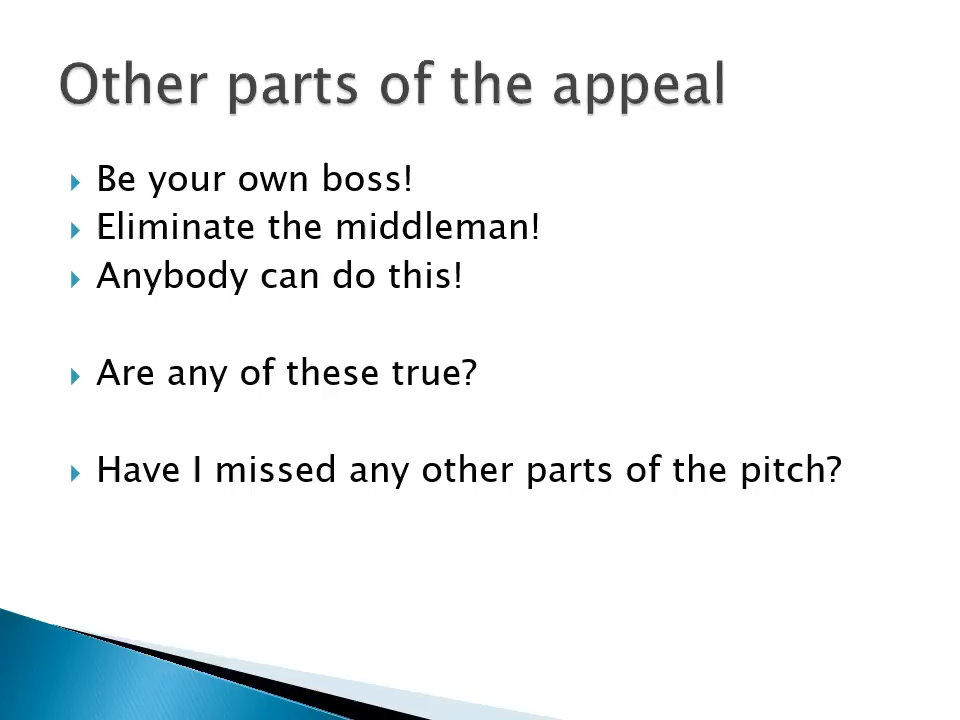 Other parts of the appeal
Be your own boss!
Eliminate the middleman!
Anybody can do this!
Are any of these true?
Have I missed any other parts of the pitch?